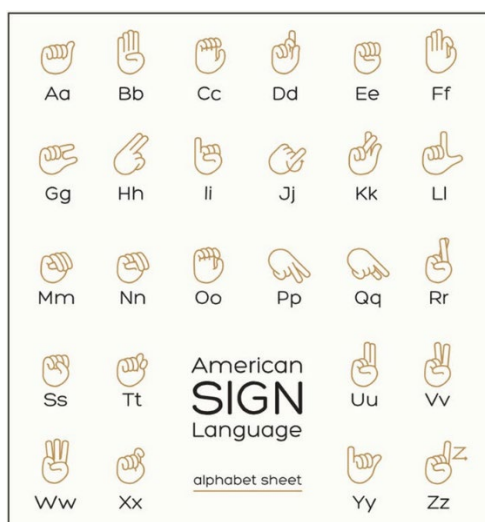 Aa Bb Cc Dd Ee Ff
Gg Hh Ii Jj Kk Ll
Mm Nn Oo Pp Qq Rr
Ss Tt
American
SIGN
Language
Uu Vv
Ww Xx
alphabet sheet
Yy Zz
Z